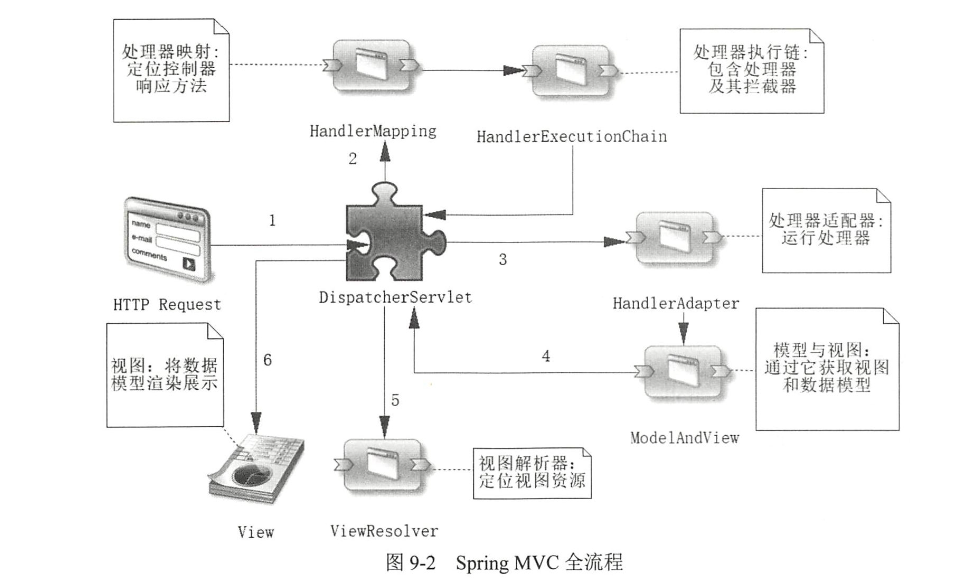 处理器映射:
定位控制器
响应方法
处理器执行链:
包含处理器
及其拦截器
HandlerMapping
HandlerExecutionChain
2
name
e-mail
comments
1
3
处理器适配器:
运行处理器
HTTP Request
DispatcherServlet
HandlerAdapter
视图: 将数据
模型渲染展示
6
5
4
模型与视图:
通过它获取视图
和数据模型
ModelAndView
视图解析器:
定位视图资源
View
ViewResolver
图 9-2 Spring MVC 全流程